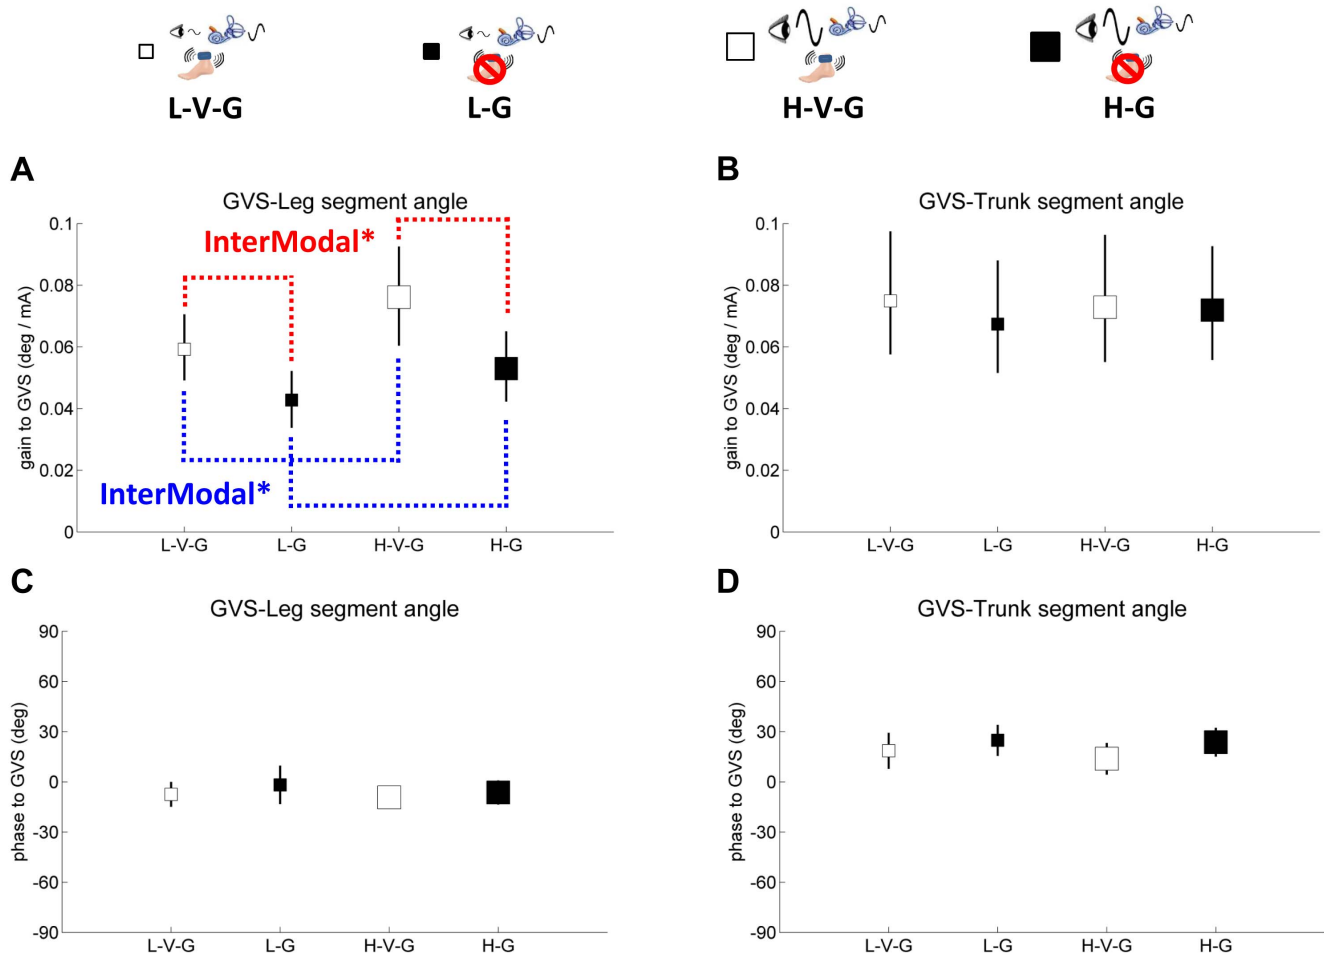 L-V-G
L-G
H-V-G
H-G
A
GVS-Leg segment angle
gain to GVS (deg / mA)
0.1
0.08
0.06
0.04
0.02
0
InterModal*
InterModal*
L-V-G
L-G
H-V-G
H-G
B
GVS-Trunk segment angle
gain to GVS (deg / mA)
0.1
0.08
0.06
0.04
0.02
0
L-V-G
L-G
H-V-G
H-G
C
GVS-Leg segment angle
phase to GVS (deg)
90
60
30
0
-30
-60
-90
L-V-G
L-G
H-V-G
H-G
D
GVS-Trunk segment angle
phase to GVS (deg)
90
60
30
0
-30
-60
-90
L-V-G
L-G
H-V-G
H-G